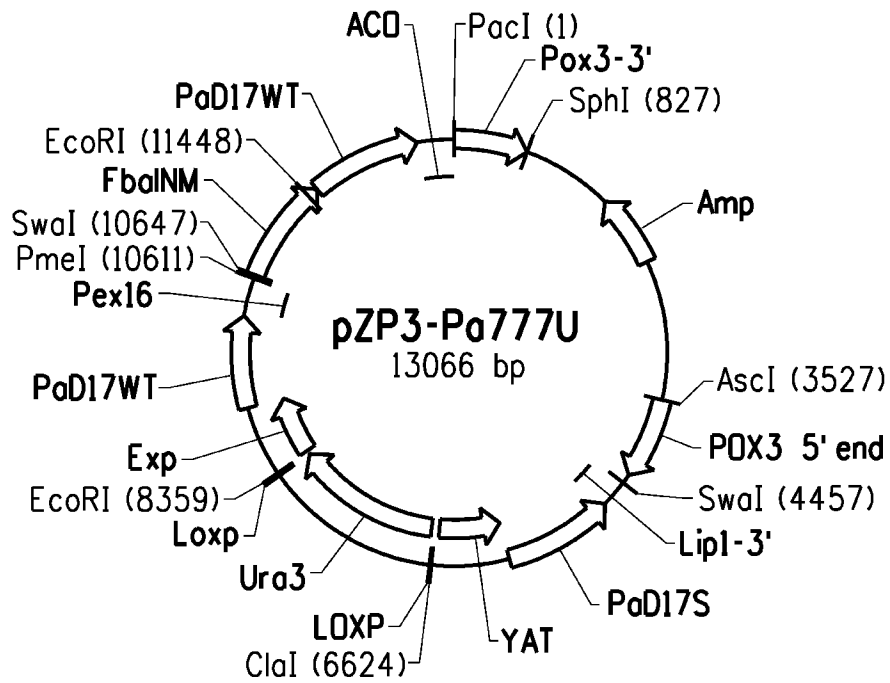 ACO
PacI (1)
Pox3-3'
SphI (827)
PaD17WT
EcoRI (11448)
FbaINM
SwaI (10647)
PmeI (10611)
Pex16
Amp
pZP3-Pa777U
13066 bp
AscI (3527)
POX3 5' end
SwaI (4457)
Lip1-3'
PaD17S
PaD17WT
Exp
EcoRI (8359)
Loxp
Ura3
LOXP
ClaI (6624)
YAT